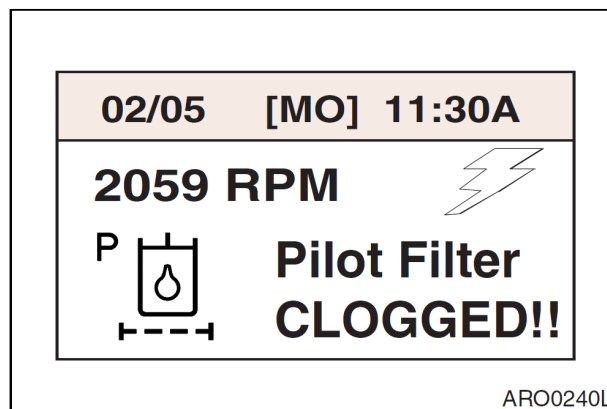 02/05 [MO] 11:30A
2059 RPM
P
Pilot Filter
CLOGGED!!
ARO0240L